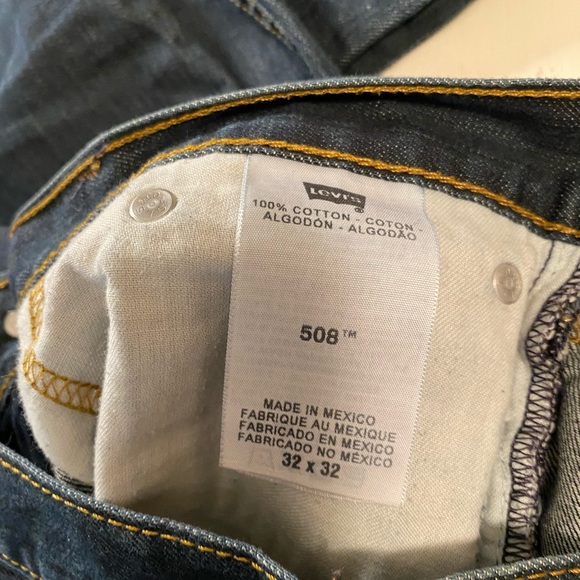 Levi's
®
100% COTTON - COTON -
ALGODÓN - ALGODÃO
508™
MADE IN MEXICO
FABRIQUE AU MEXIQUE
FABRICADO EN MEXICO
FABRICADO NO MÉXICO
32 x 32